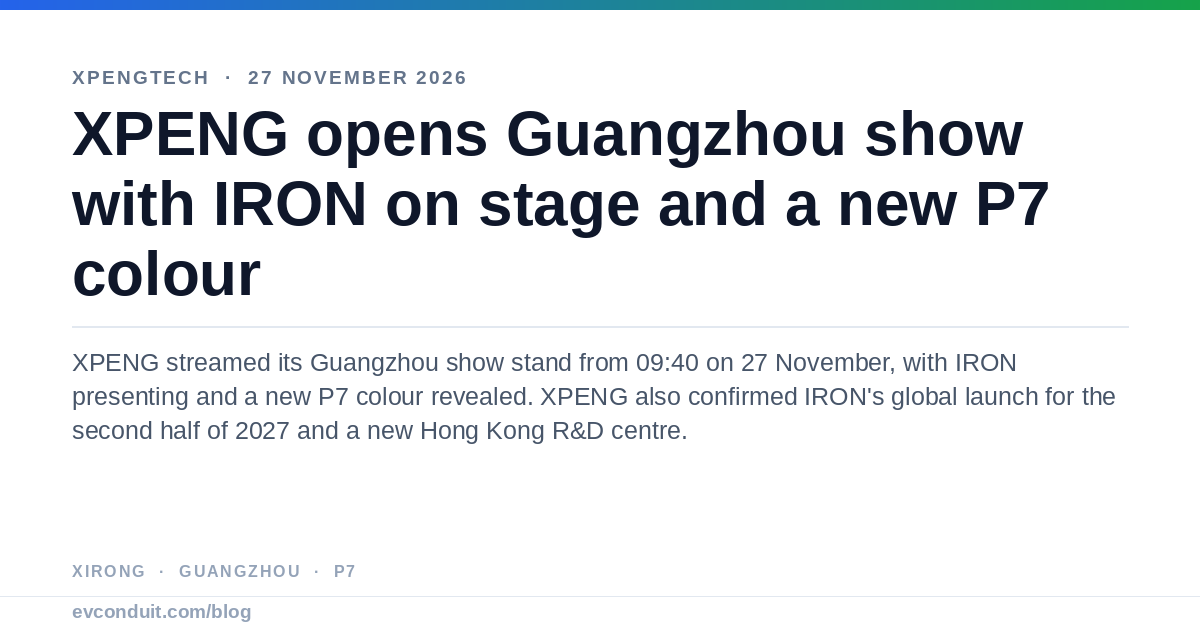 XPENGTECH · 27 NOVEMBER 2026
XPENG opens Guangzhou show
with IRON on stage and a new P7
colour
XPENG streamed its Guangzhou show stand from 09:40 on 27 November, with IRON
presenting and a new P7 colour revealed. XPENG also confirmed IRON's global launch for the
second half of 2027 and a new Hong Kong R&D centre.
XIRONG · GUANGZHOU · P7
evconduit.com/blog